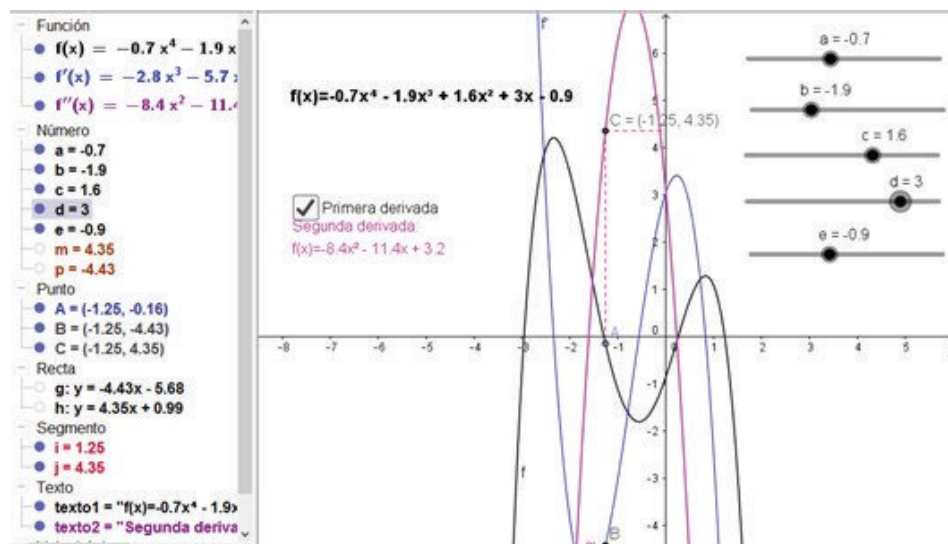 Función
f(x) = −0.7 x⁴ − 1.9 x
f′(x) = −2.8 x³ − 5.7
f″(x) = −8.4 x² − 11.4
Número
a = -0.7
b = -1.9
c = 1.6
d = 3
e = -0.9
m = 4.35
p = -4.43
Punto
A = (-1.25, -0.16)
B = (-1.25, -4.43)
C = (-1.25, 4.35)
Recta
g: y = -4.43x - 5.68
h: y = 4.35x + 0.99
Segmento
i = 1.25
j = 4.35
Texto
texto1 = "f(x)=-0.7x⁴ - 1.9x
texto2 = "Segunda deriva
f(x)=-0.7x⁴ - 1.9x³ + 1.6x² + 3x - 0.9
C = (-1.25, 4.35)
Primera derivada
Segunda derivada:
f(x)=-8.4x² - 11.4x + 3.2
f'
f
A
B
6
5
4
3
2
1
0
-1
-2
-3
-4
-8 -7 -6 -5 -4 -3 -2 -1 0 1 2 3 4 5
a = -0.7
b = -1.9
c = 1.6
d = 3
e = -0.9